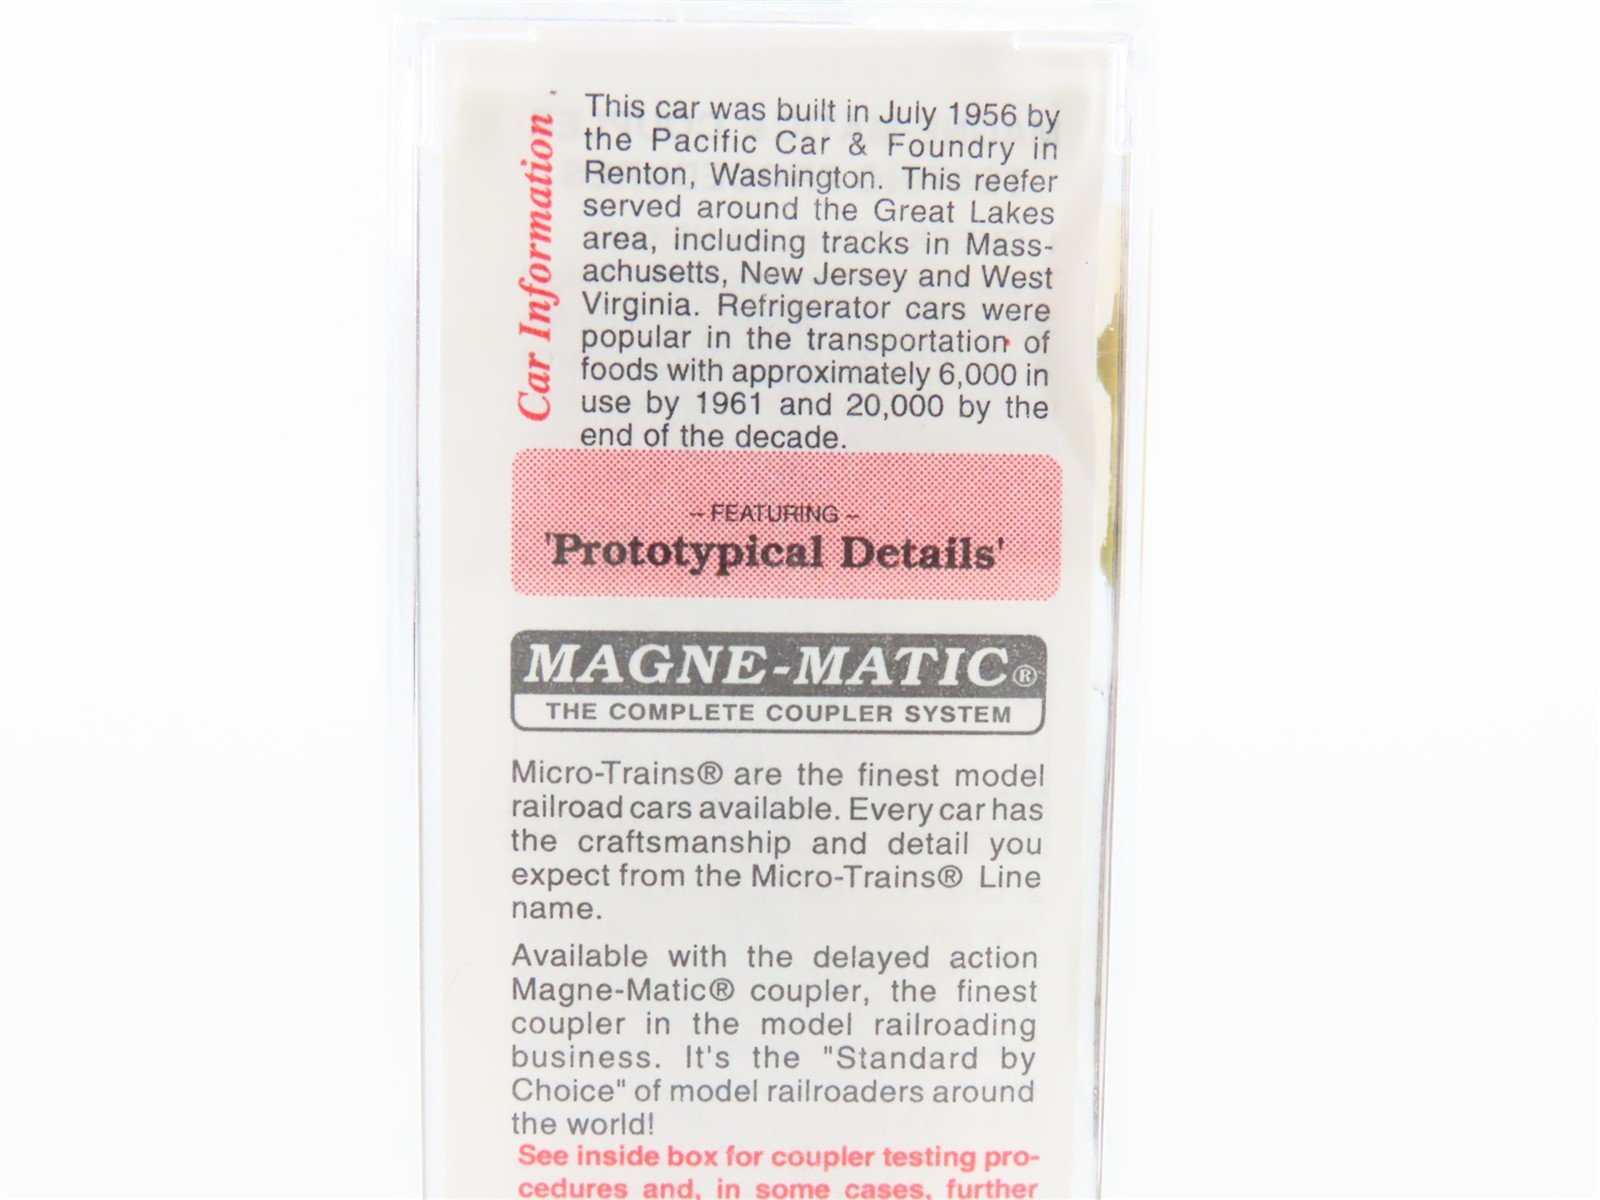 Car Information
This car was built in July 1956 by
the Pacific Car & Foundry in
Renton, Washington. This reefer
served around the Great Lakes
area, including tracks in Mass-
achusetts, New Jersey and West
Virginia. Refrigerator cars were
popular in the transportation of
foods with approximately 6,000 in
use by 1961 and 20,000 by the
end of the decade.
-- FEATURING --
'Prototypical Details'
MAGNE-MATIC®
THE COMPLETE COUPLER SYSTEM
Micro-Trains® are the finest model
railroad cars available. Every car has
the craftsmanship and detail you
expect from the Micro-Trains® Line
name.
Available with the delayed action
Magne-Matic® coupler, the finest
coupler in the model railroading
business. It's the "Standard by
Choice" of model railroaders around
the world!
See inside box for coupler testing pro-
cedures and, in some cases, further